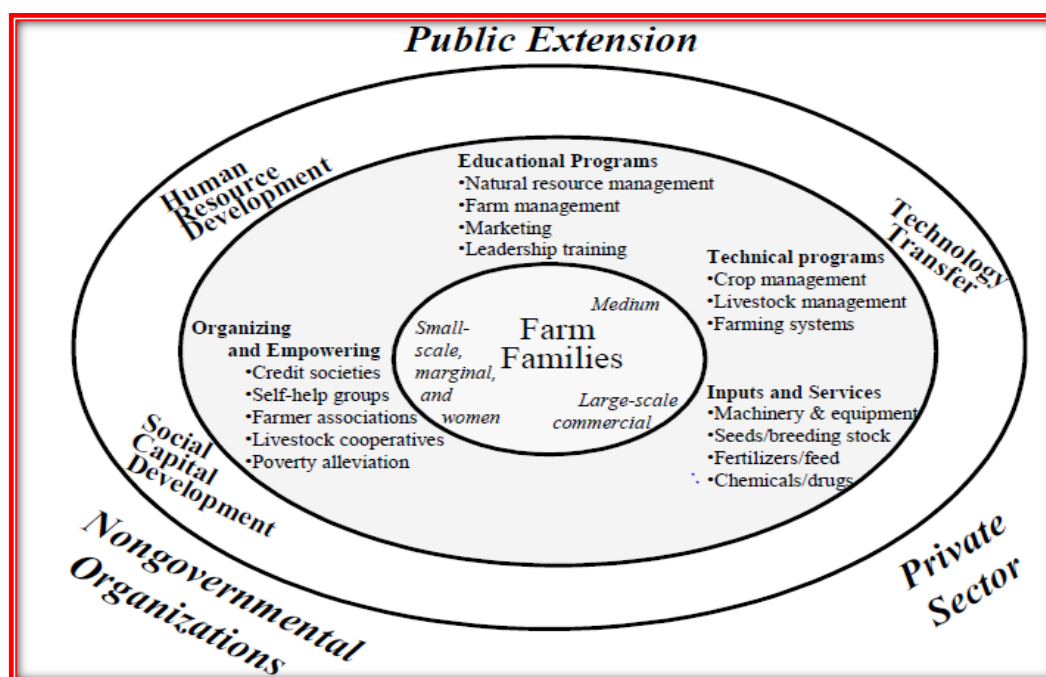 Public Extension
Human
Resource
Development
Technology
Transfer
Educational Programs
•Natural resource management
•Farm management
•Marketing
•Leadership training
Technical programs
•Crop management
•Livestock management
•Farming systems
Organizing
and Empowering
•Credit societies
•Self-help groups
•Farmer associations
•Livestock cooperatives
•Poverty alleviation
Small-
scale,
marginal,
and
women
Medium
Farm
Families
Large-scale
commercial
Inputs and Services
•Machinery & equipment
•Seeds/breeding stock
•Fertilizers/feed
•Chemicals/drugs
Social
Capital
Development
Nongovernmental
Organizations
Private
Sector